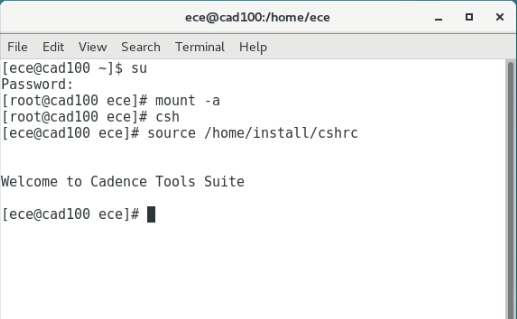 ece@cad100:/home/ece
File Edit View Search Terminal Help
[ece@cad100 ~]$ su
Password:
[root@cad100 ece]# mount -a
[root@cad100 ece]# csh
[ece@cad100 ece]# source /home/install/cshrc
Welcome to Cadence Tools Suite
[ece@cad100 ece]#